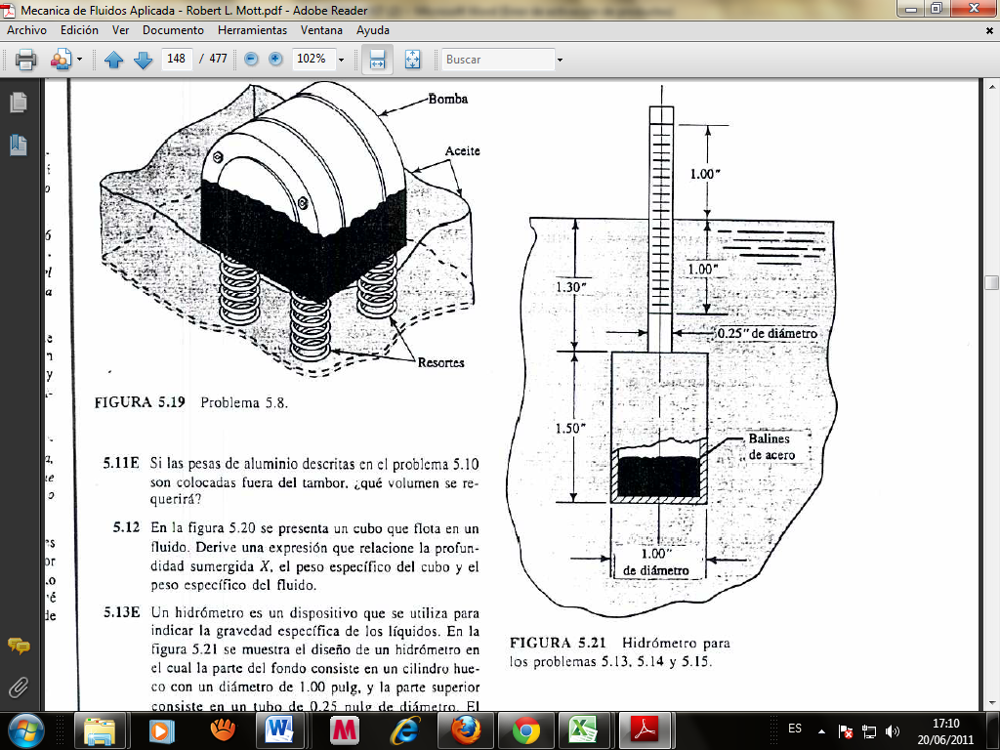 Mecanica de Fluidos Aplicada - Robert L. Mott.pdf - Adobe Reader
Archivo Edición Ver Documento Herramientas Ventana Ayuda
148 / 477 102% Buscar
Bomba
Aceite
Resortes
FIGURA 5.19 Problema 5.8.
5.11E Si las pesas de aluminio descritas en el problema 5.10
son colocadas fuera del tambor, ¿qué volumen se re-
querirá?
5.12 En la figura 5.20 se presenta un cubo que flota en un
fluido. Derive una expresión que relacione la profun-
didad sumergida X, el peso específico del cubo y el
peso específico del fluido.
5.13E Un hidrómetro es un dispositivo que se utiliza para
indicar la gravedad específica de los líquidos. En la
figura 5.21 se muestra el diseño de un hidrómetro en
el cual la parte del fondo consiste en un cilindro hue-
co con un diámetro de 1.00 pulg, y la parte superior
consiste en un tubo de 0.25 pulg de diámetro. El
1.00"
1.00"
1.30"
0.25" de diámetro
1.50"
Balines
de acero
1.00"
de diámetro
FIGURA 5.21 Hidrómetro para
los problemas 5.13, 5.14 y 5.15.
ES
17:10
20/06/2011